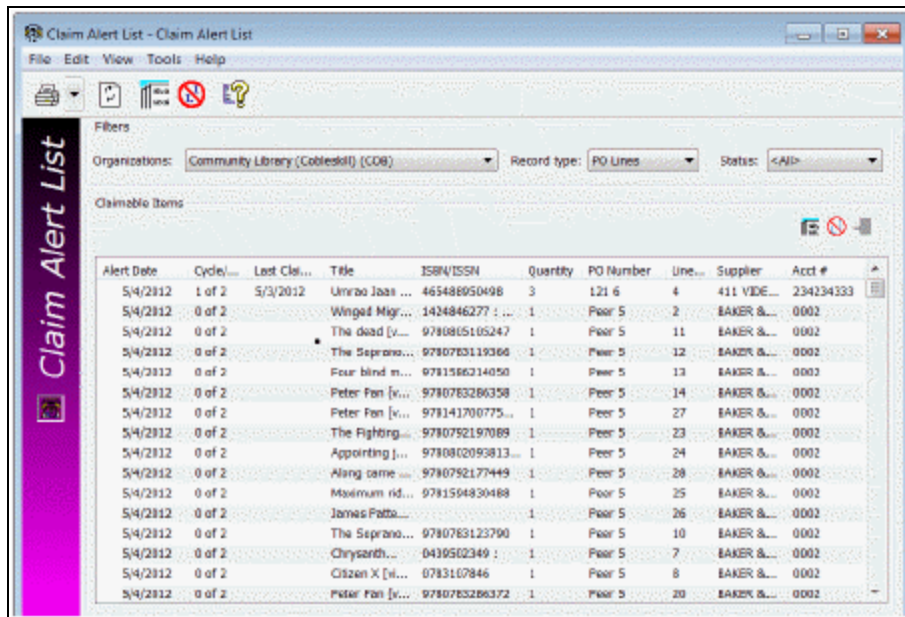 Claim Alert List - Claim Alert List
File Edit View Tools Help
Claim Alert List
Filters
Organizations: Community Library (Cobleskill) (COB) Record type: PO Lines Status: <All>
Claimable Items
Alert Date Cycle/... Last Clai... Title ISBN/ISSN Quantity PO Number Line... Supplier Acct #
5/4/2012 1 of 2 5/3/2012 Umrao Jaan ... 465488950498 3 121 6 4 411 VIDE... 234234333
5/4/2012 0 of 2 Winged Migr... 1424846277 : ... 1 Peer 5 2 BAKER &... 0002
5/4/2012 0 of 2 The dead [v... 9780805105247 1 Peer 5 11 BAKER &... 0002
5/4/2012 0 of 2 The Soprano... 9780783119366 1 Peer 5 12 BAKER &... 0002
5/4/2012 0 of 2 Four blind m... 9781586214050 1 Peer 5 13 BAKER &... 0002
5/4/2012 0 of 2 Peter Pan [v... 9780783286358 1 Peer 5 14 BAKER &... 0002
5/4/2012 0 of 2 Peter Pan [v... 978141700775... 1 Peer 5 27 BAKER &... 0002
5/4/2012 0 of 2 The Fighting... 9780792197089 1 Peer 5 23 BAKER &... 0002
5/4/2012 0 of 2 Appointing j... 9780802093813... 1 Peer 5 24 BAKER &... 0002
5/4/2012 0 of 2 Along came ... 9780792177449 1 Peer 5 28 BAKER &... 0002
5/4/2012 0 of 2 Maximum rid... 9781594830488 1 Peer 5 25 BAKER &... 0002
5/4/2012 0 of 2 James Patte... 1 Peer 5 26 BAKER &... 0002
5/4/2012 0 of 2 The Soprano... 9780783123790 1 Peer 5 10 BAKER &... 0002
5/4/2012 0 of 2 Chrysanth... 0439502349 : 1 Peer 5 7 BAKER &... 0002
5/4/2012 0 of 2 Citizen X [vi... 0783107846 1 Peer 5 8 BAKER &... 0002
5/4/2012 0 of 2 Peter Pan [v... 9780783286372 1 Peer 5 20 BAKER &... 0002